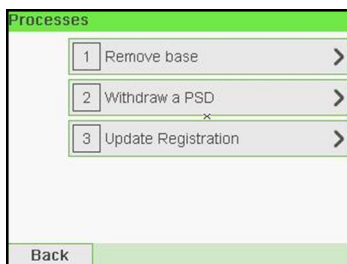 Processes
1 Remove base
2 Withdraw a PSD
3 Update Registration
Back